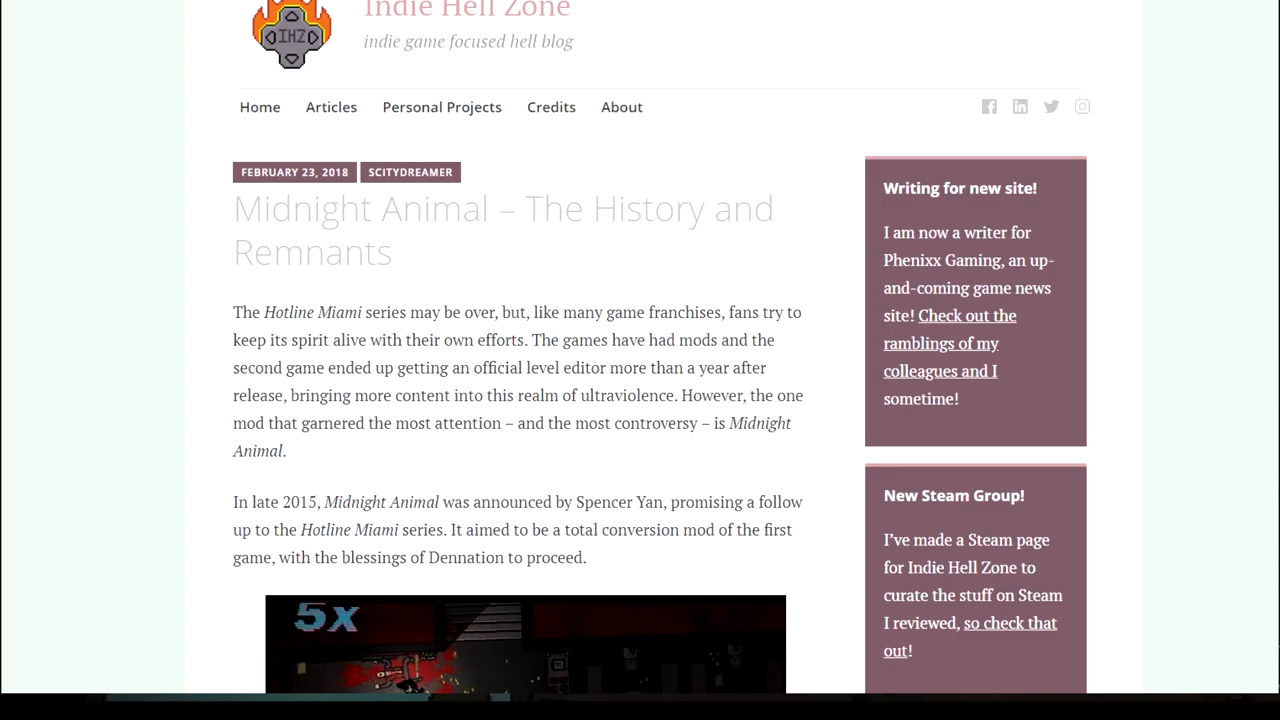 Indie Hell Zone
IHZ
indie game focused hell blog
Home Articles Personal Projects Credits About
FEBRUARY 23, 2018 SCITYDREAMER
Midnight Animal – The History and
Remnants
The Hotline Miami series may be over, but, like many game franchises, fans try to
keep its spirit alive with their own efforts. The games have had mods and the
second game ended up getting an official level editor more than a year after
release, bringing more content into this realm of ultraviolence. However, the one
mod that garnered the most attention – and the most controversy – is Midnight
Animal.
In late 2015, Midnight Animal was announced by Spencer Yan, promising a follow
up to the Hotline Miami series. It aimed to be a total conversion mod of the first
game, with the blessings of Dennation to proceed.
5x
Writing for new site!
I am now a writer for
Phenixx Gaming, an up-
and-coming game news
site! Check out the
ramblings of my
colleagues and I
sometime!
New Steam Group!
I’ve made a Steam page
for Indie Hell Zone to
curate the stuff on Steam
I reviewed, so check that
out!